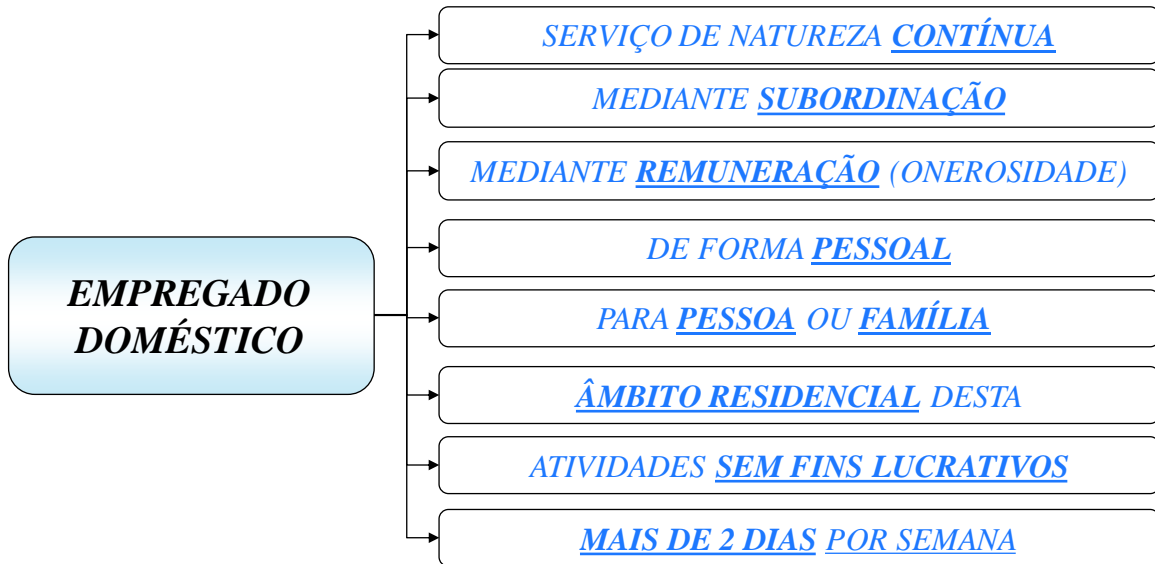 SERVIÇO DE NATUREZA CONTÍNUA
MEDIANTE SUBORDINAÇÃO
MEDIANTE REMUNERAÇÃO (ONEROSIDADE)
DE FORMA PESSOAL
EMPREGADO
DOMÉSTICO
PARA PESSOA OU FAMÍLIA
ÂMBITO RESIDENCIAL DESTA
ATIVIDADES SEM FINS LUCRATIVOS
MAIS DE 2 DIAS POR SEMANA